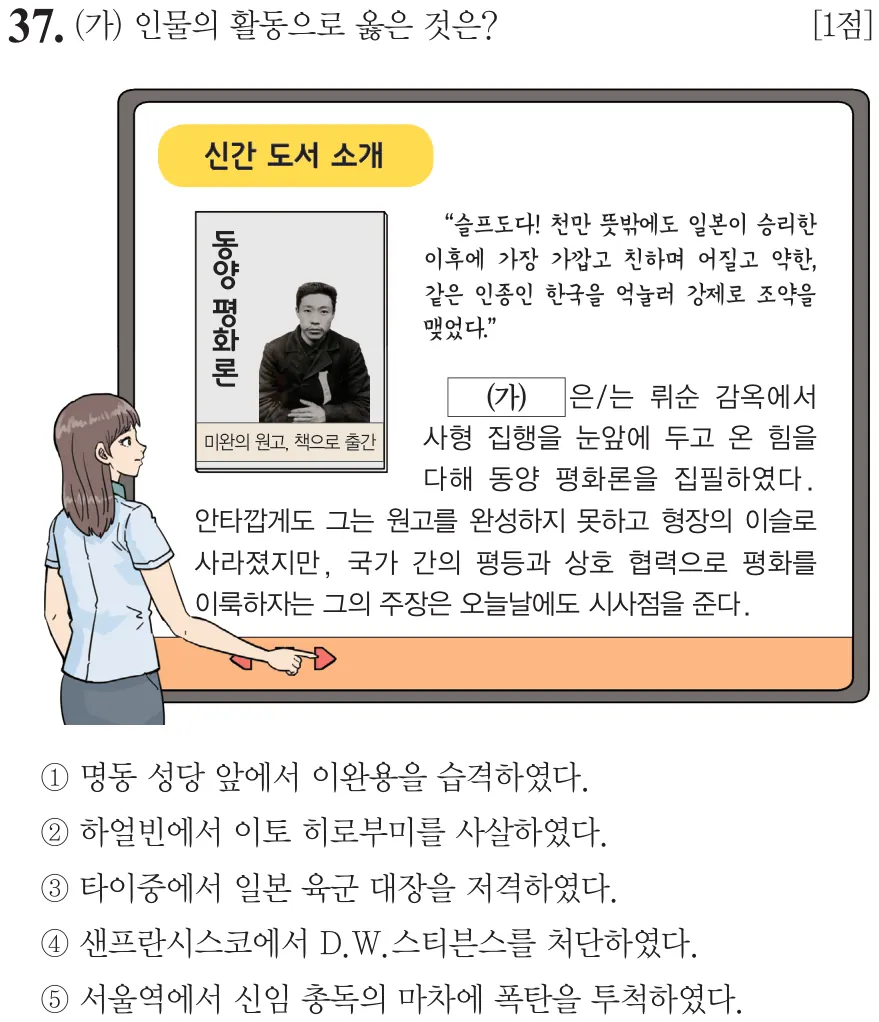 37. (가) 인물의 활동으로 옳은 것은? [1점]
신간 도서 소개
동양 평화론
미완의 원고, 책으로 출간
“슬프도다! 천만 뜻밖에도 일본이 승리한
이후에 가장 가깝고 친하며 어질고 약한,
같은 인종인 한국을 억눌러 강제로 조약을
맺었다.”
(가) 은/는 뤼순 감옥에서
사형 집행을 눈앞에 두고 온 힘을
다해 동양 평화론을 집필하였다.
안타깝게도 그는 원고를 완성하지 못하고 형장의 이슬로
사라졌지만, 국가 간의 평등과 상호 협력으로 평화를
이룩하자는 그의 주장은 오늘날에도 시사점을 준다.
① 명동 성당 앞에서 이완용을 습격하였다.
② 하얼빈에서 이토 히로부미를 사살하였다.
③ 타이중에서 일본 육군 대장을 저격하였다.
④ 샌프란시스코에서 D.W.스티븐스를 처단하였다.
⑤ 서울역에서 신임 총독의 마차에 폭탄을 투척하였다.